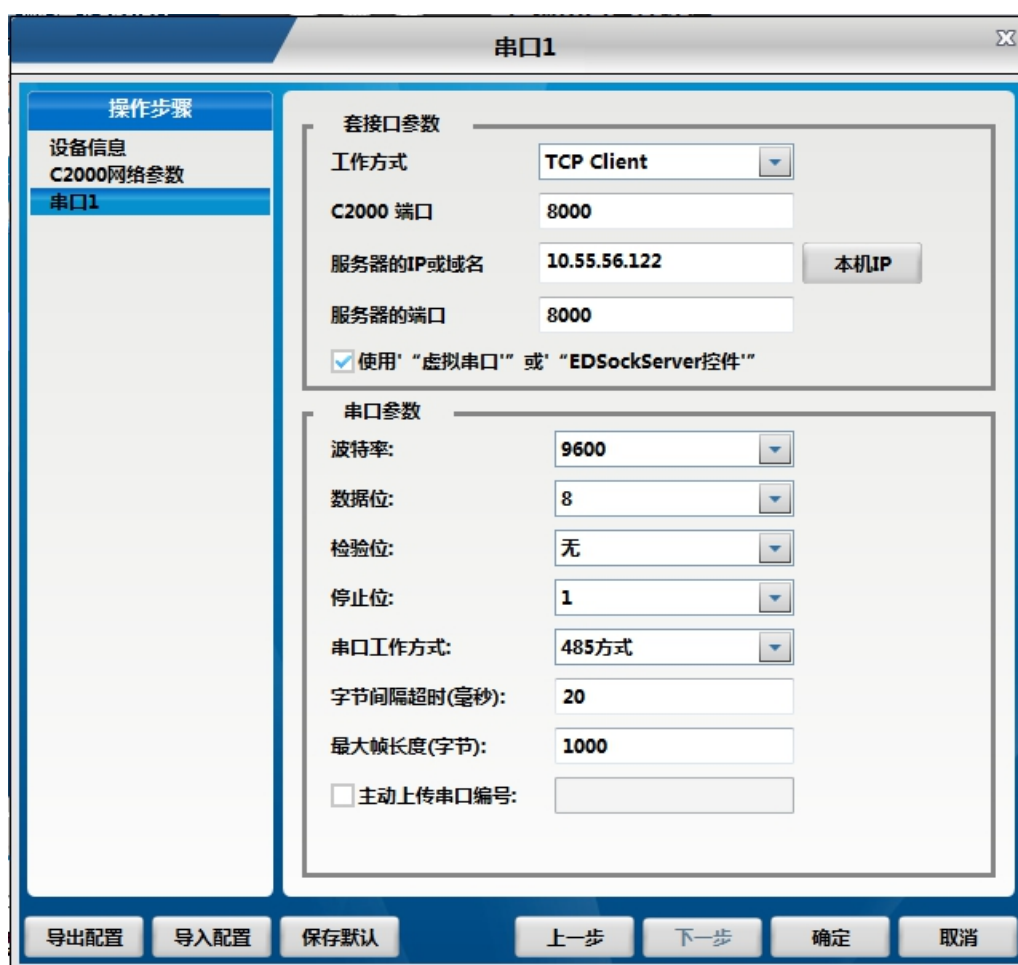 串口1
操作步骤
设备信息
C2000网络参数
串口1
套接口参数
工作方式 TCP Client
C2000 端口 8000
服务器的IP或域名 10.55.56.122 本机IP
服务器的端口 8000
使用' “虚拟串口'” 或' “EDSockServer控件'”
串口参数
波特率: 9600
数据位: 8
检验位: 无
停止位: 1
串口工作方式: 485方式
字节间隔超时(毫秒): 20
最大帧长度(字节): 1000
主动上传串口编号:
导出配置 导入配置 保存默认 上一步 下一步 确定 取消